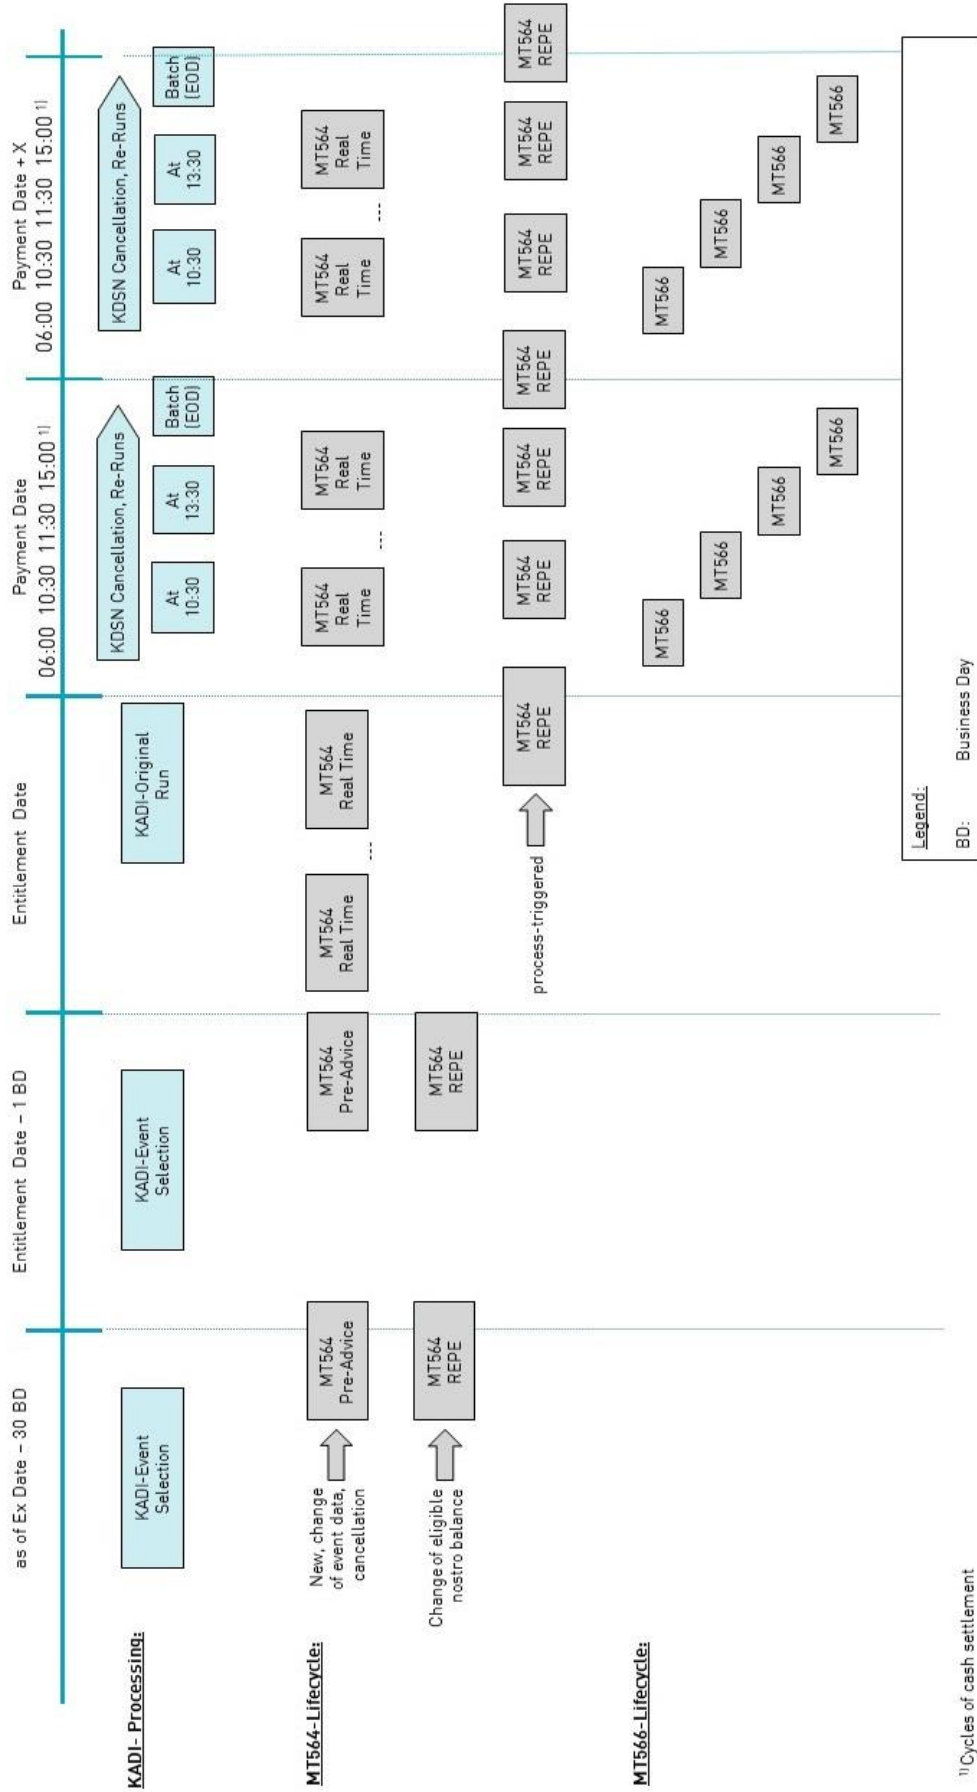 as of Ex Date – 30 BD
Entitlement Date – 1 BD
Entitlement Date
Payment Date
06:00 10:30 11:30 15:00 ¹⁾
Payment Date + X
06:00 10:30 11:30 15:00 ¹⁾
KADI- Processing:
KADI-Event
Selection
KADI-Event
Selection
KADI-Original
Run
KDSN Cancellation, Re-Runs
At
10:30
At
13:30
Batch
(EOD)
KDSN Cancellation, Re-Runs
At
10:30
At
13:30
Batch
(EOD)
MT564-Lifecycle:
New, change
of event data,
cancellation
MT564
Pre-Advice
MT564
Pre-Advice
MT564
Real Time
---
MT564
Real Time
MT564
Real
Time
---
MT564
Real
Time
MT564
Real
Time
---
MT564
Real
Time
Change of eligible
nostro balance
MT564
REPE
MT564
REPE
process-triggered
MT564
REPE
MT564
REPE
MT564
REPE
MT564
REPE
MT564
REPE
MT564
REPE
MT564
REPE
MT566-Lifecycle:
MT566
MT566
MT566
MT566
MT566
MT566
MT566
MT566
Legend:
BD: Business Day
¹⁾ Cycles of cash settlement